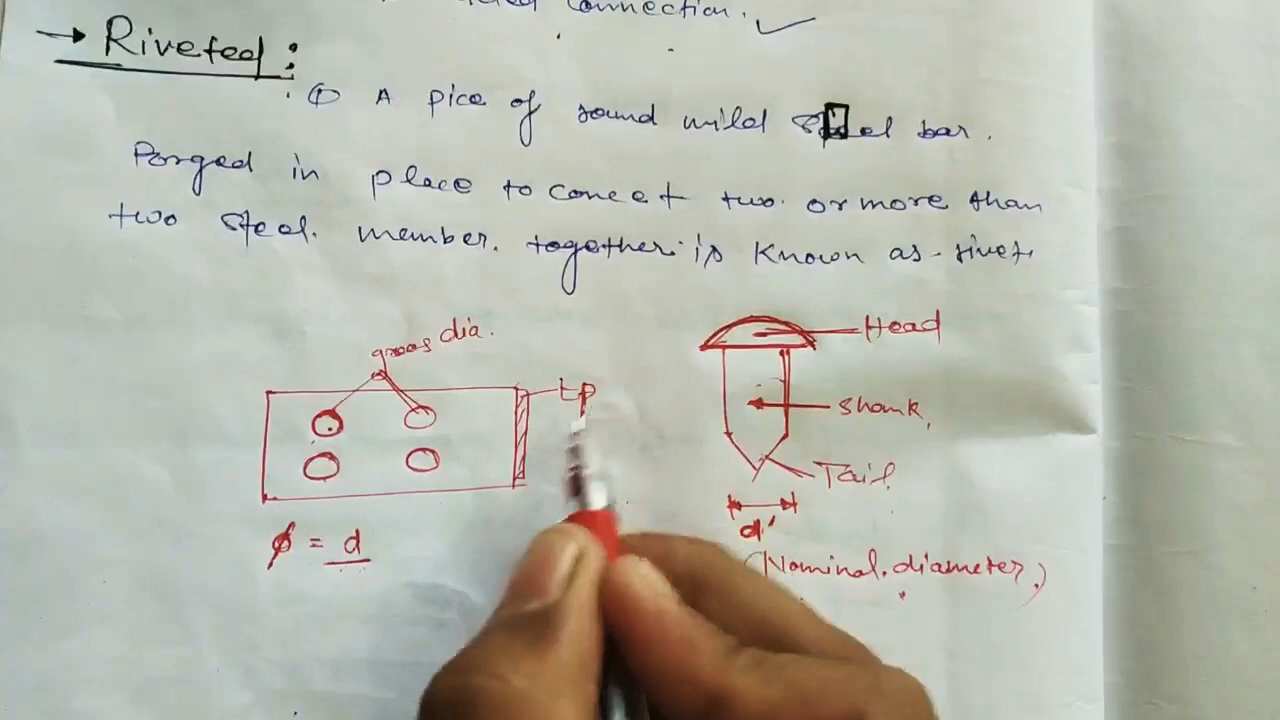 connection.
→ Riveted :
① A pice of round mild steel bar.
Forged in place to conect two or more than
two steel. member. together is known as rivet.
gross dia.
tp
Head
Shank,
Tail.
φ = d
d'
(Nominal. diameter,)